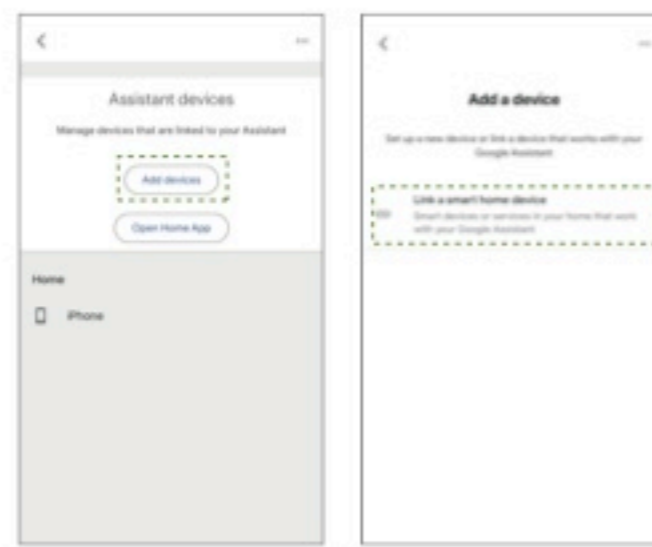 Assistant devices
Manage devices that are linked to your Assistant
Add devices
Open Home App
Home
iPhone
Add a device
Set up a new device or link a device that works with your
Google Assistant
Link a smart home device
Smart devices or services in your home that work
with your Google Assistant